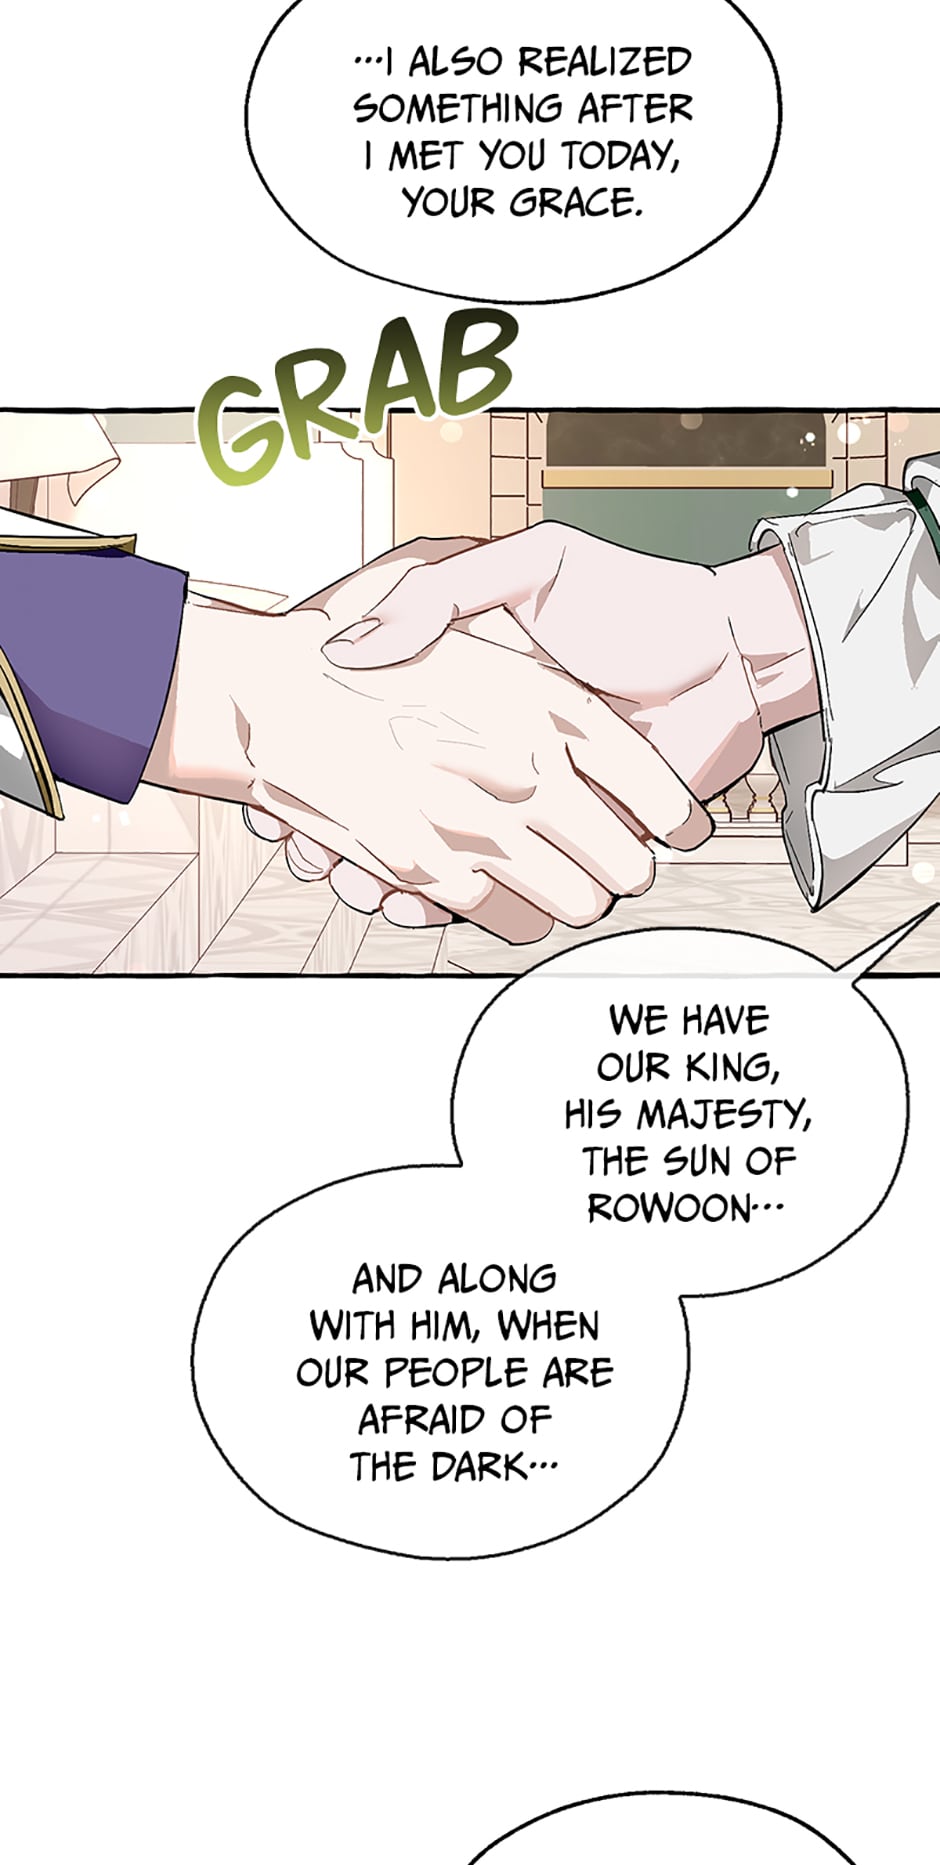 ...I ALSO REALIZED
SOMETHING AFTER
I MET YOU TODAY,
YOUR GRACE.
GRAB
WE HAVE
OUR KING,
HIS MAJESTY,
THE SUN OF
ROWOON...
AND ALONG
WITH HIM, WHEN
OUR PEOPLE ARE
AFRAID OF
THE DARK...